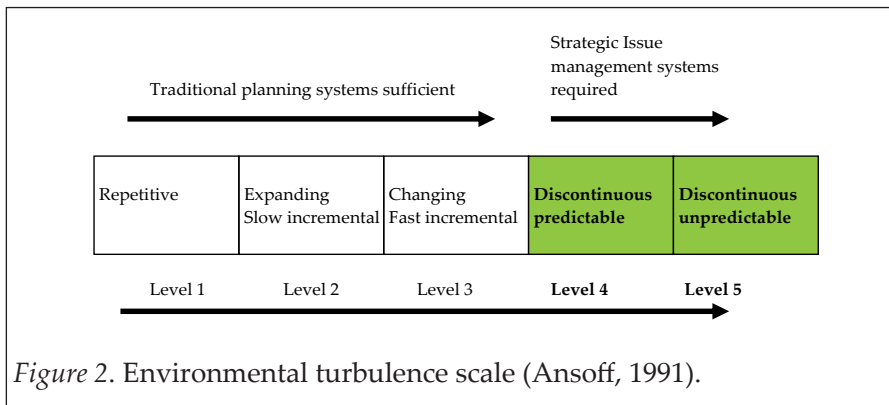 Strategic Issue
management systems
required
Traditional planning systems sufficient
Repetitive
Expanding
Slow incremental
Changing
Fast incremental
Discontinuous
predictable
Discontinuous
unpredictable
Level 1
Level 2
Level 3
Level 4
Level 5
Figure 2. Environmental turbulence scale (Ansoff, 1991).